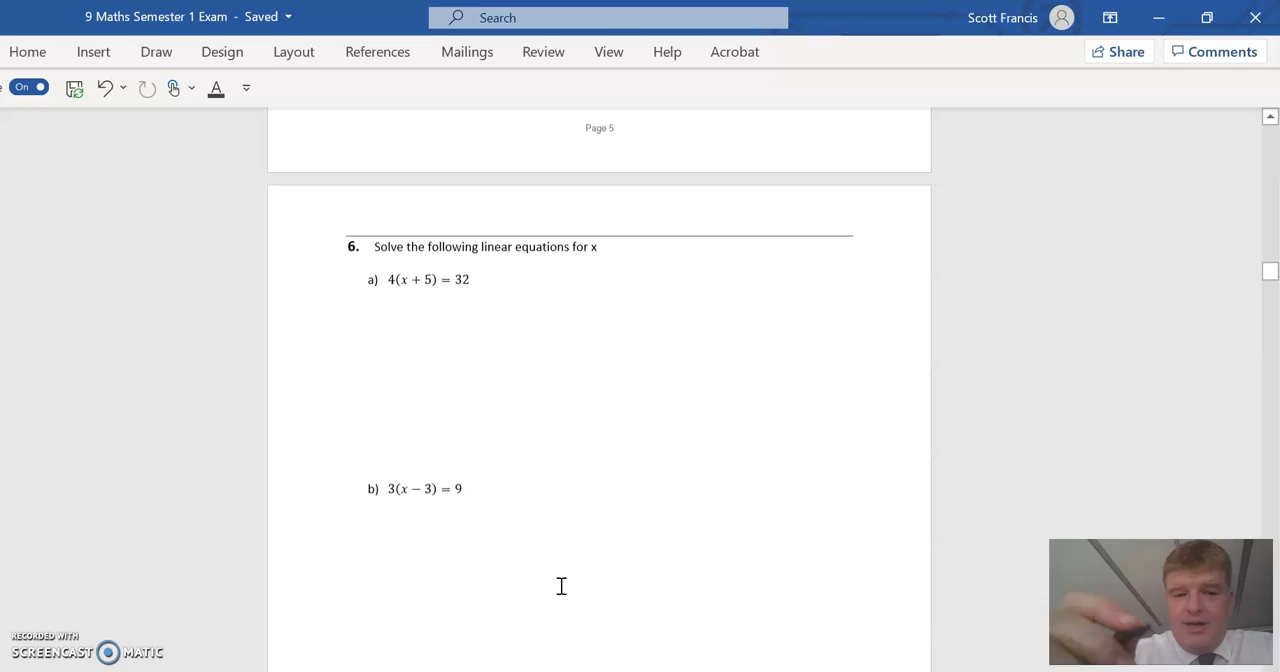 9 Maths Semester 1 Exam - Saved
Search
Scott Francis
Home Insert Draw Design Layout References Mailings Review View Help Acrobat
Share Comments
e On A
Page 5
6. Solve the following linear equations for x
a) 4(x + 5) = 32
b) 3(x − 3) = 9
RECORDED WITH
SCREENCAST MATIC